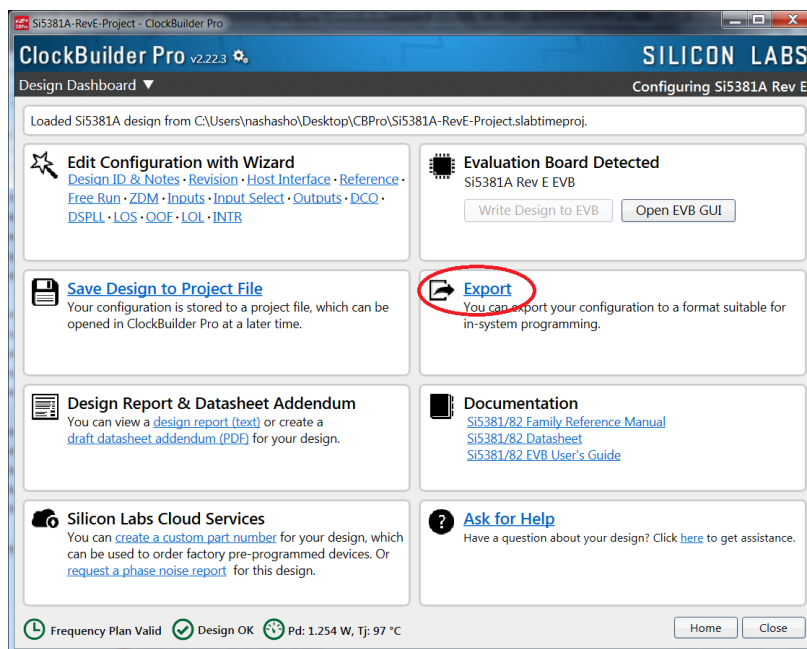 Si5381A-RevE-Project - ClockBuilder Pro
ClockBuilder Pro v2.22.3
SILICON LABS
Design Dashboard ▼
Configuring Si5381A Rev E
Loaded Si5381A design from C:\Users\nashasho\Desktop\CBPro\Si5381A-RevE-Project.slabtimeproj.
Edit Configuration with Wizard
Design ID & Notes · Revision · Host Interface · Reference ·
Free Run · ZDM · Inputs · Input Select · Outputs · DCO ·
DSPLL · LOS · OOF · LOL · INTR
Evaluation Board Detected
Si5381A Rev E EVB
Write Design to EVB
Open EVB GUI
Save Design to Project File
Your configuration is stored to a project file, which can be
opened in ClockBuilder Pro at a later time.
Export
You can export your configuration to a format suitable for
in-system programming.
Design Report & Datasheet Addendum
You can view a design report (text) or create a
draft datasheet addendum (PDF) for your design.
Documentation
Si5381/82 Family Reference Manual
Si5381/82 Datasheet
Si5381/82 EVB User's Guide
Silicon Labs Cloud Services
You can create a custom part number for your design, which
can be used to order factory pre-programmed devices. Or
request a phase noise report for this design.
Ask for Help
Have a question about your design? Click here to get assistance.
Frequency Plan Valid
Design OK
Pd: 1.254 W, Tj: 97 °C
Home
Close